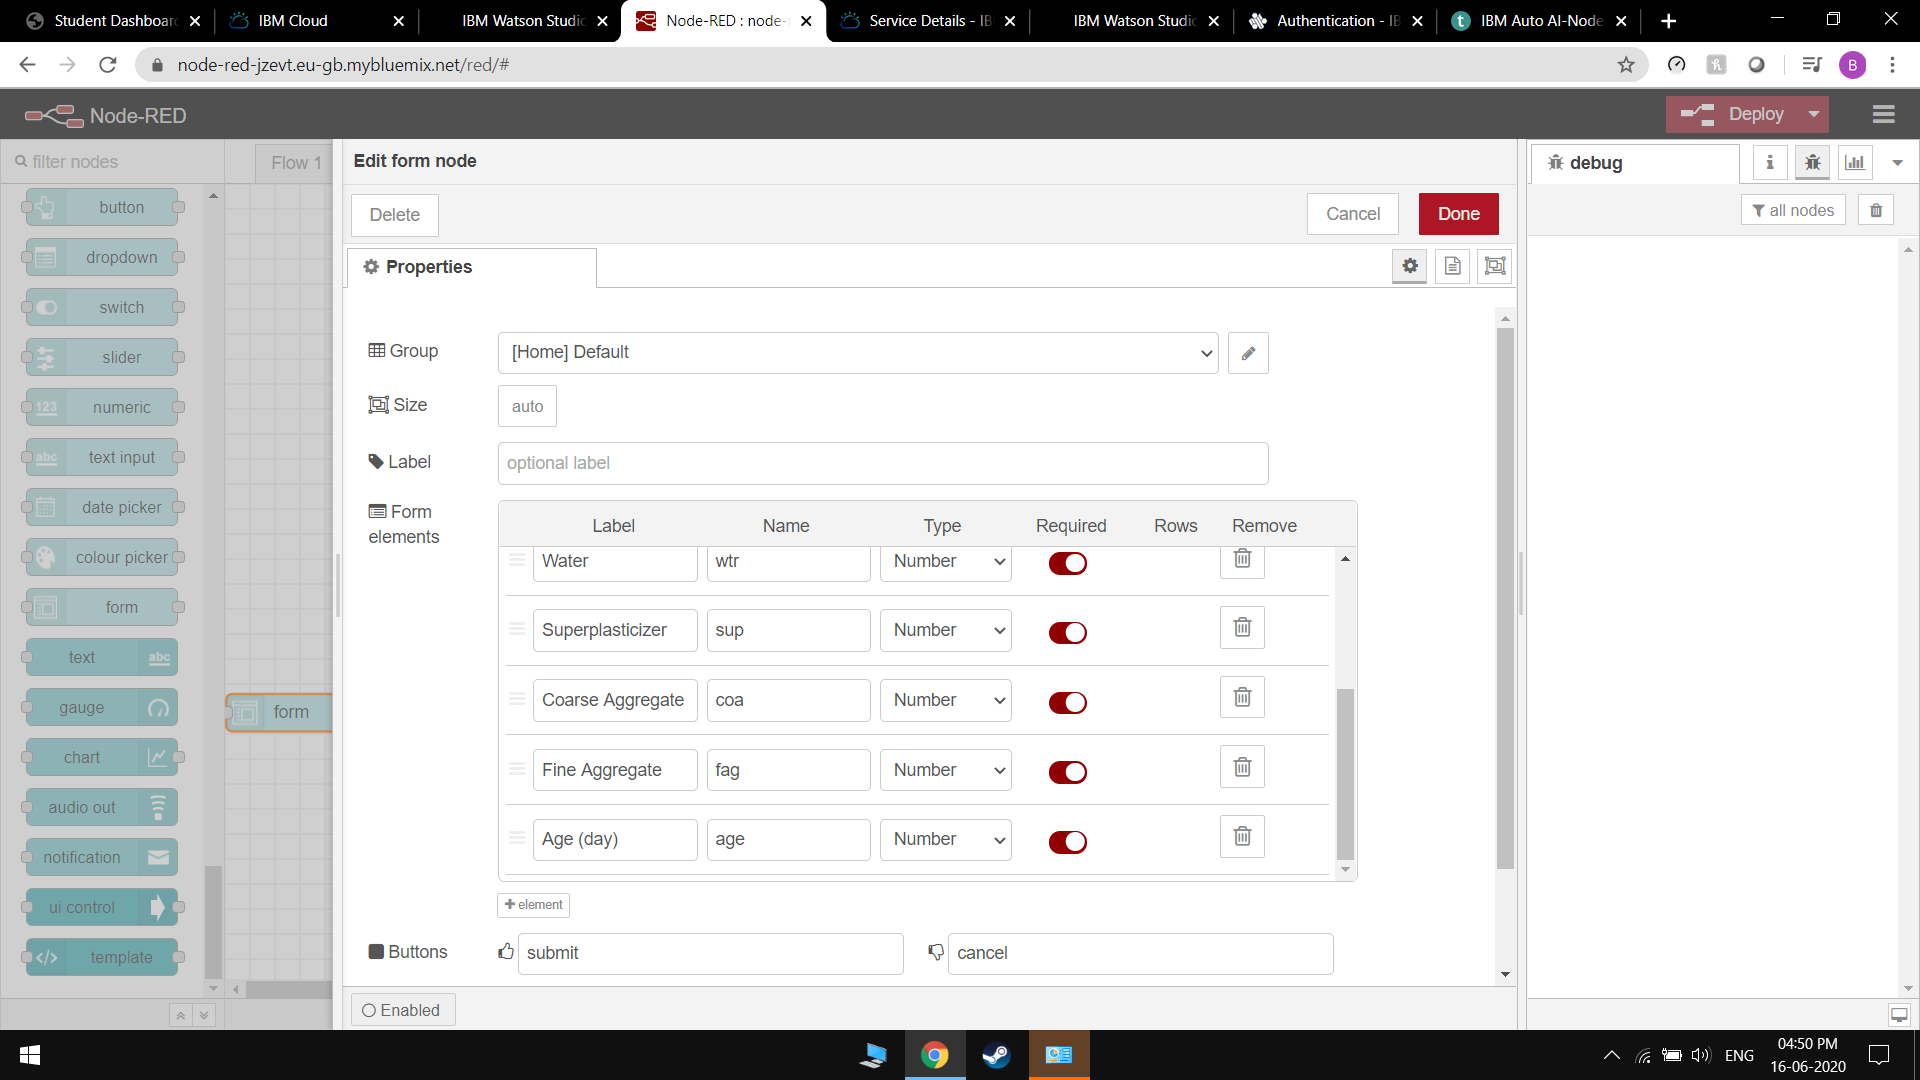 Student Dashboard
IBM Cloud
IBM Watson Studio
Node-RED : node-
Service Details - IB
IBM Watson Studio
Authentication - IB
IBM Auto AI-Node
node-red-jzevt.eu-gb.mybluemix.net/red/#
B
Node-RED
Deploy
filter nodes
Flow 1
Edit form node
debug
i
Delete
Cancel
Done
all nodes
Properties
button
dropdown
switch
slider
123 numeric
abc text input
date picker
colour picker
form
text abc
gauge
chart
audio out
notification
ui control
</> template
form
Group
[Home] Default
Size
auto
Label
optional label
Form elements
Label Name Type Required Rows Remove
Water wtr Number
Superplasticizer sup Number
Coarse Aggregate coa Number
Fine Aggregate fag Number
Age (day) age Number
+ element
Buttons
submit
cancel
Enabled
ENG
04:50 PM
16-06-2020